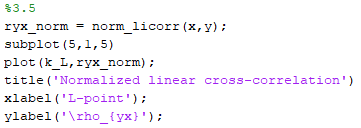 %3.5
ryx_norm = norm_licorr(x,y);
subplot(5,1,5)
plot(k_L,ryx_norm);
title('Normalized linear cross-correlation')
xlabel('L-point');
ylabel('\rho_{yx}');